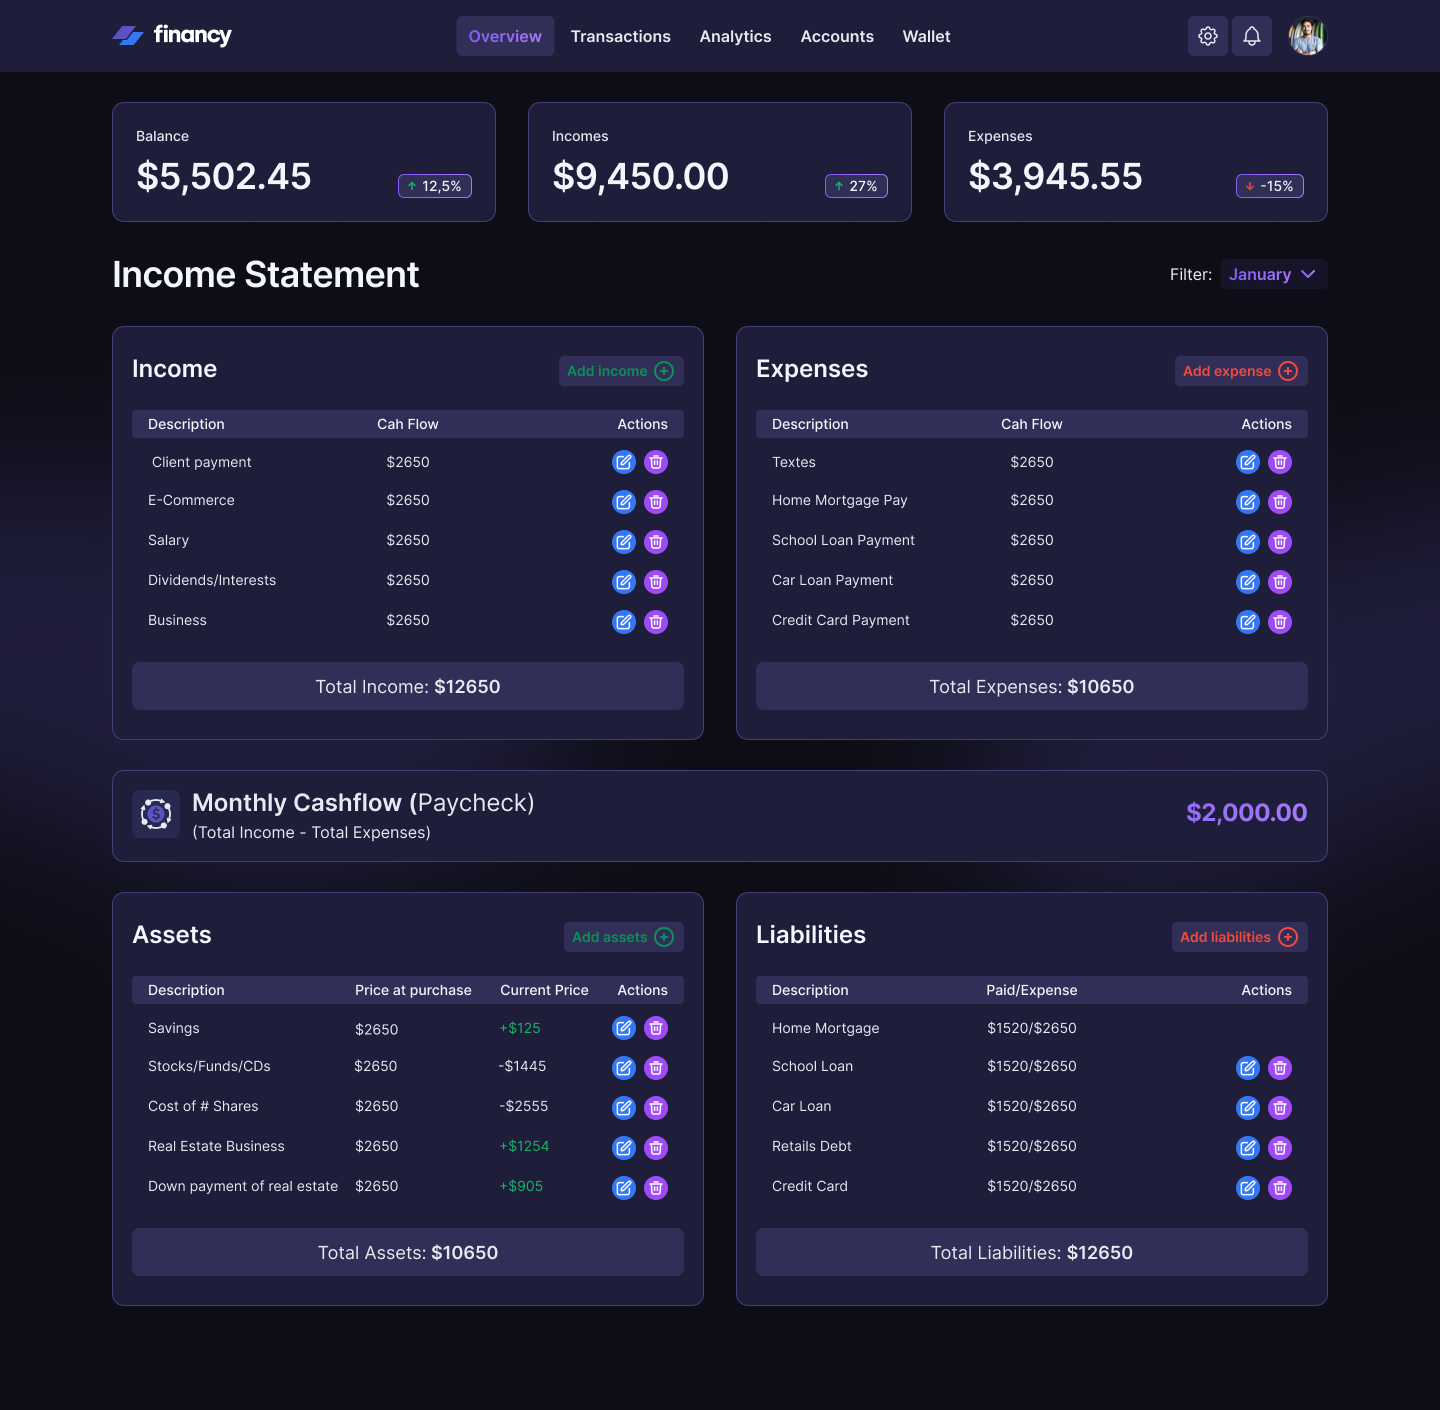 financy
Overview Transactions Analytics Accounts Wallet
Balance
$5,502.45
12,5%
Incomes
$9,450.00
27%
Expenses
$3,945.55
-15%
Income Statement
Filter: January
Income
Add income
Description Cah Flow Actions
Client payment $2650
E-Commerce $2650
Salary $2650
Dividends/Interests $2650
Business $2650
Total Income: $12650
Expenses
Add expense
Description Cah Flow Actions
Textes $2650
Home Mortgage Pay $2650
School Loan Payment $2650
Car Loan Payment $2650
Credit Card Payment $2650
Total Expenses: $10650
Monthly Cashflow (Paycheck)
(Total Income - Total Expenses)
$2,000.00
Assets
Add assets
Description Price at purchase Current Price Actions
Savings $2650 +$125
Stocks/Funds/CDs $2650 -$1445
Cost of # Shares $2650 -$2555
Real Estate Business $2650 +$1254
Down payment of real estate $2650 +$905
Total Assets: $10650
Liabilities
Add liabilities
Description Paid/Expense Actions
Home Mortgage $1520/$2650
School Loan $1520/$2650
Car Loan $1520/$2650
Retails Debt $1520/$2650
Credit Card $1520/$2650
Total Liabilities: $12650